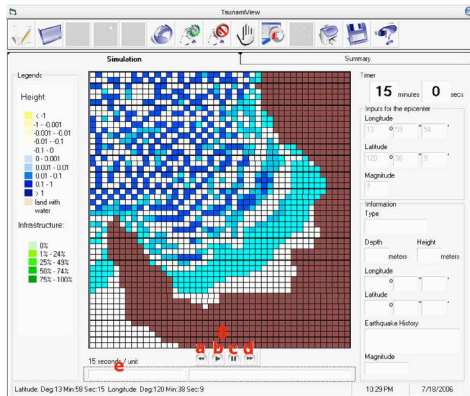 TsunamiView
Simulation
Summary
Legends
Height
< -1
-1 - -0.001
-0.001 - -0.01
-0.01 - -0.1
-0.1 - 0
0 - 0.001
0.001 - 0.01
0.01 - 0.1
0.1 - 1
> 1
land with
water
Infrastructure:
0%
1% - 24%
25% - 49%
50% - 74%
75% - 100%
8
a b c d
15 seconds / unit
e
Timer
15 minutes 0 secs
Inputs for the epicenter
Longitude
13 ° 59 " 54 '
Latitude
120 ° 36 " 9 '
Magnitude
7
Information
Type
Depth Height
meters meters
Longitude
° " '
Latitude
° " '
Earthquake History
Magnitude
Latitude: Deg:13 Min:58 Sec:15 Longitude: Deg:120 Min:38 Sec:9
10:29 PM
7/18/2006